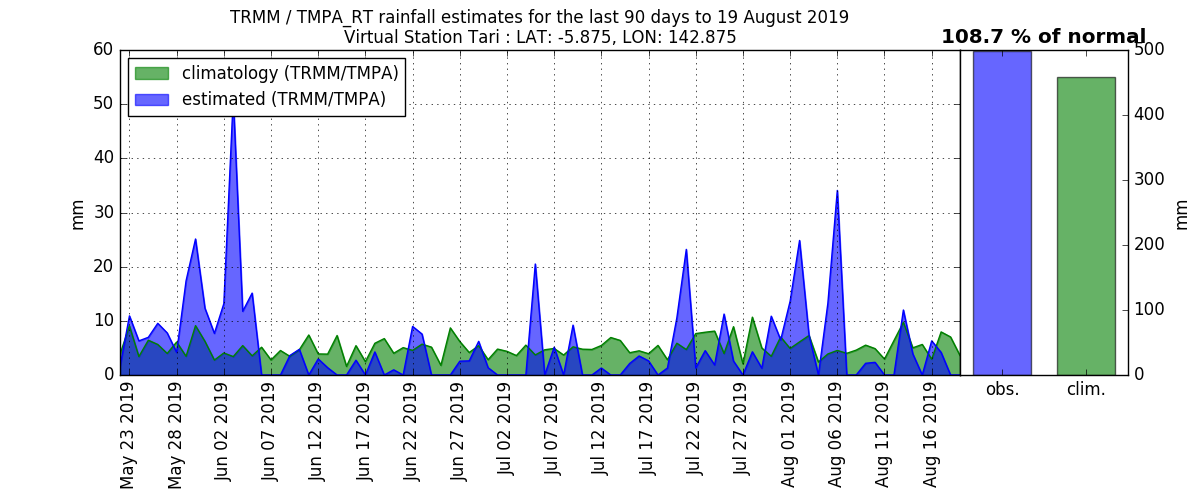 TRMM / TMPA_RT rainfall estimates for the last 90 days to 19 August 2019
Virtual Station Tari : LAT: -5.875, LON: 142.875
108.7 % of normal
climatology (TRMM/TMPA)
estimated (TRMM/TMPA)
60
50
40
30
20
10
0
mm
500
400
300
200
100
0
mm
obs.
clim.
May 23 2019
May 28 2019
Jun 02 2019
Jun 07 2019
Jun 12 2019
Jun 17 2019
Jun 22 2019
Jun 27 2019
Jul 02 2019
Jul 07 2019
Jul 12 2019
Jul 17 2019
Jul 22 2019
Jul 27 2019
Aug 01 2019
Aug 06 2019
Aug 11 2019
Aug 16 2019